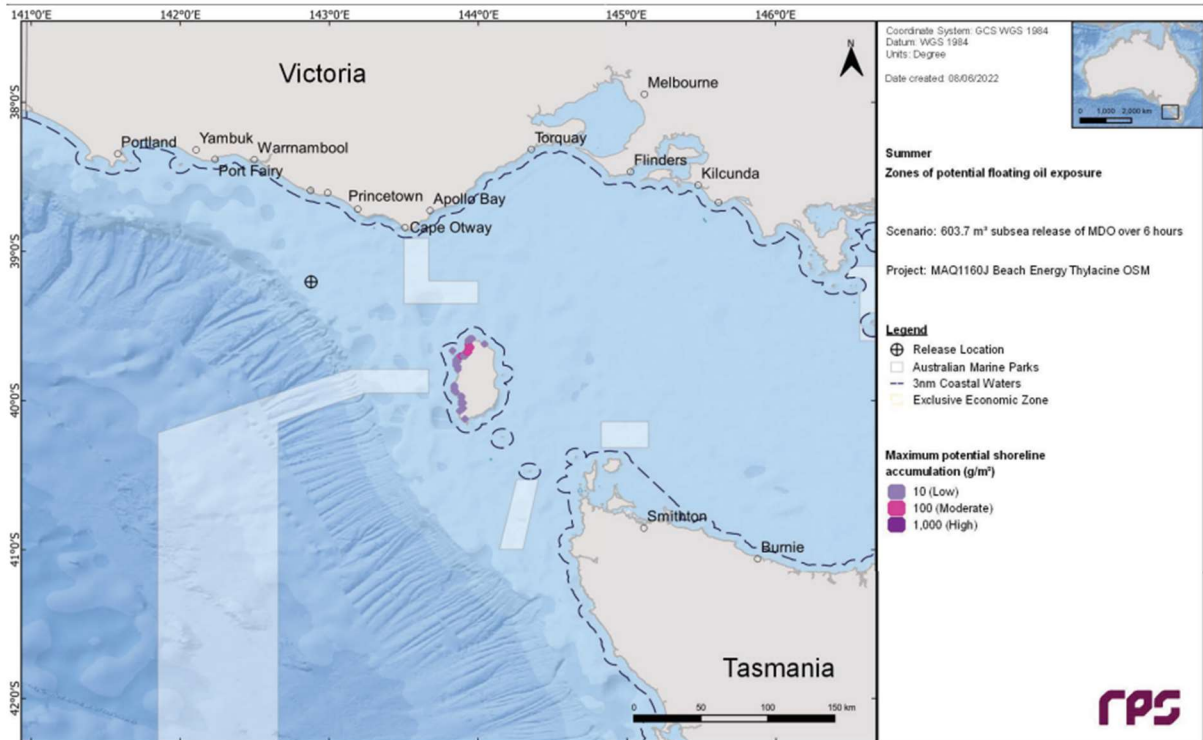 141°0'E 142°0'E 143°0'E 144°0'E 145°0'E 146°0'E
38°0'S
39°0'S
40°0'S
41°0'S
42°0'S
N
Victoria
Melbourne
Portland
Yambuk
Warrnambool
Port Fairy
Torquay
Flinders
Kilcunda
Princetown
Apollo Bay
Cape Otway
Smithton
Burnie
Tasmania
0 50 100 150 km
Coordinate System: GCS WGS 1984
Datum: WGS 1984
Units: Degree
Date created: 08/06/2022
0 1,000 2,000 km
Summer
Zones of potential floating oil exposure
Scenario: 603.7 m³ subsea release of MDO over 6 hours
Project: MAQ1160J Beach Energy Thylacine OSM
Legend
Release Location
Australian Marine Parks
3nm Coastal Waters
Exclusive Economic Zone
Maximum potential shoreline
accumulation (g/m²)
10 (Low)
100 (Moderate)
1,000 (High)
rps